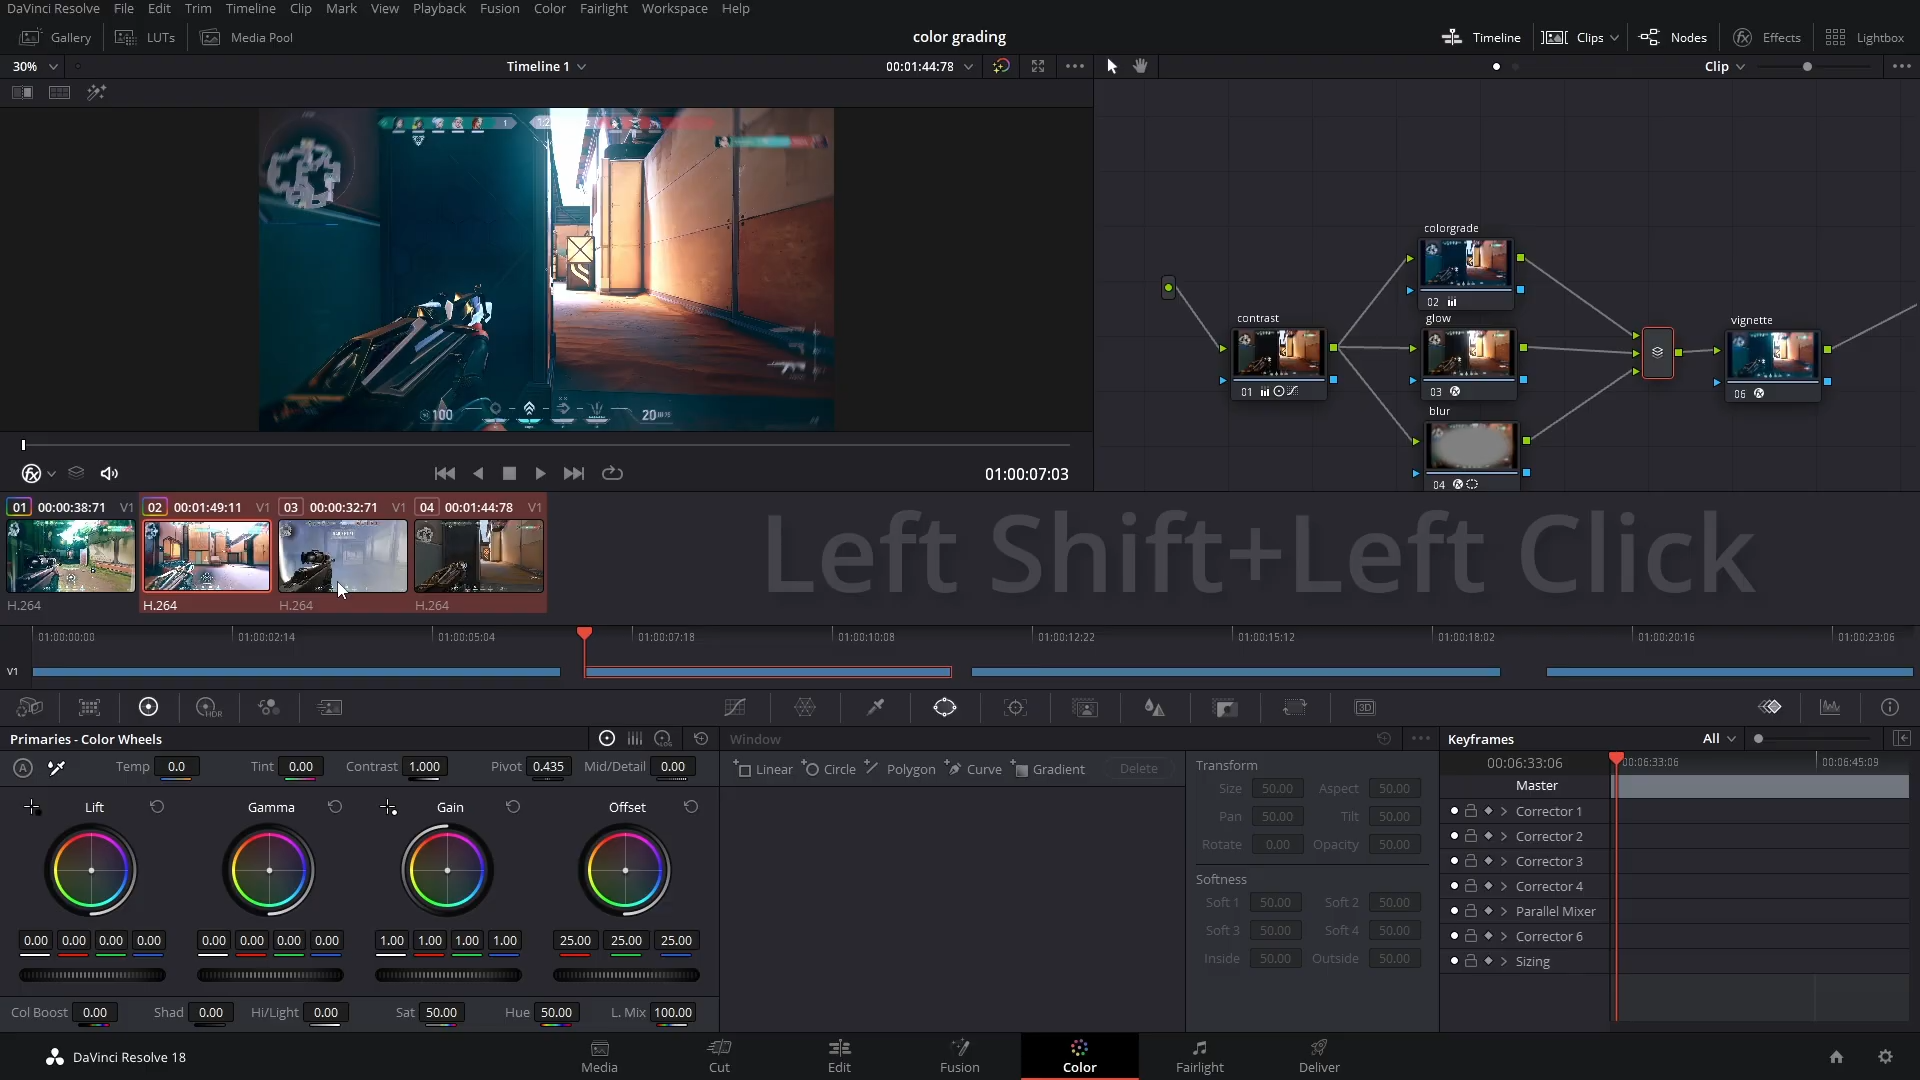 DaVinci Resolve File Edit Trim Timeline Clip Mark View Playback Fusion Color Fairlight Workspace Help
Gallery LUTs Media Pool color grading Timeline Clips Nodes Effects Lightbox
30% Timeline 1 00:01:44:78 Clip
100 20
colorgrade
02
contrast
01
glow
03
blur
04
vignette
06
01:00:07:03
01 00:00:38:71 V1 02 00:01:49:11 V1 03 00:00:32:71 V1 04 00:01:44:78 V1
H.264 H.264 H.264 H.264
Left Shift+Left Click
01:00:00:00 01:00:02:14 01:00:05:04 01:00:07:18 01:00:10:08 01:00:12:22 01:00:15:12 01:00:18:02 01:00:20:16 01:00:23:06
V1
HDR 3D
Primaries - Color Wheels LOG
A Temp 0.0 Tint 0.00 Contrast 1.000 Pivot 0.435 Mid/Detail 0.00
Lift Gamma Gain Offset
0.00 0.00 0.00 0.00 0.00 0.00 0.00 0.00 1.00 1.00 1.00 1.00 25.00 25.00 25.00
Col Boost 0.00 Shad 0.00 Hi/Light 0.00 Sat 50.00 Hue 50.00 L. Mix 100.00
Window
Linear Circle Polygon Curve Gradient Delete
Transform
Size 50.00 Aspect 50.00
Pan 50.00 Tilt 50.00
Rotate 0.00 Opacity 50.00
Softness
Soft 1 50.00 Soft 2 50.00
Soft 3 50.00 Soft 4 50.00
Inside 50.00 Outside 50.00
Keyframes All
00:06:33:06 00:06:33:06 00:06:45:09
Master
Corrector 1
Corrector 2
Corrector 3
Corrector 4
Parallel Mixer
Corrector 6
Sizing
DaVinci Resolve 18 Media Cut Edit Fusion Color Fairlight Deliver